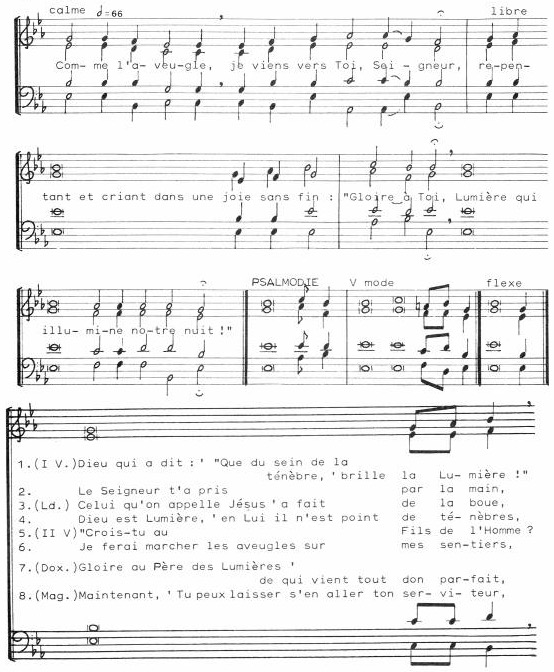 calme 𝅗𝅥=66 libre
Com-me l'a-veu-gle, je viens vers Toi, Sei - gneur, re-pen-
tant et criant dans une joie sans fin : "Gloire à Toi, Lumière qui
PSALMODIE V mode flexe
illu-mi-ne no-tre nuit !"
1.(I V.)Dieu qui a dit :' "Que du sein de la
ténèbre, 'brille la Lu-mière !"
2. Le Seigneur t'a pris par la main,
3.(Ld.) Celui qu'on appelle Jésus 'a fait de la boue,
4. Dieu est Lumière, 'en Lui il n'est point de té-nèbres,
5.(II V)"Crois-tu au Fils de l'Homme ?
6. Je ferai marcher les aveugles sur mes sen-tiers,
7.(Dox.)Gloire au Père des Lumières '
de qui vient tout don par-fait,
8.(Mag.)Maintenant, 'Tu peux laisser s'en aller ton ser-vi-teur,